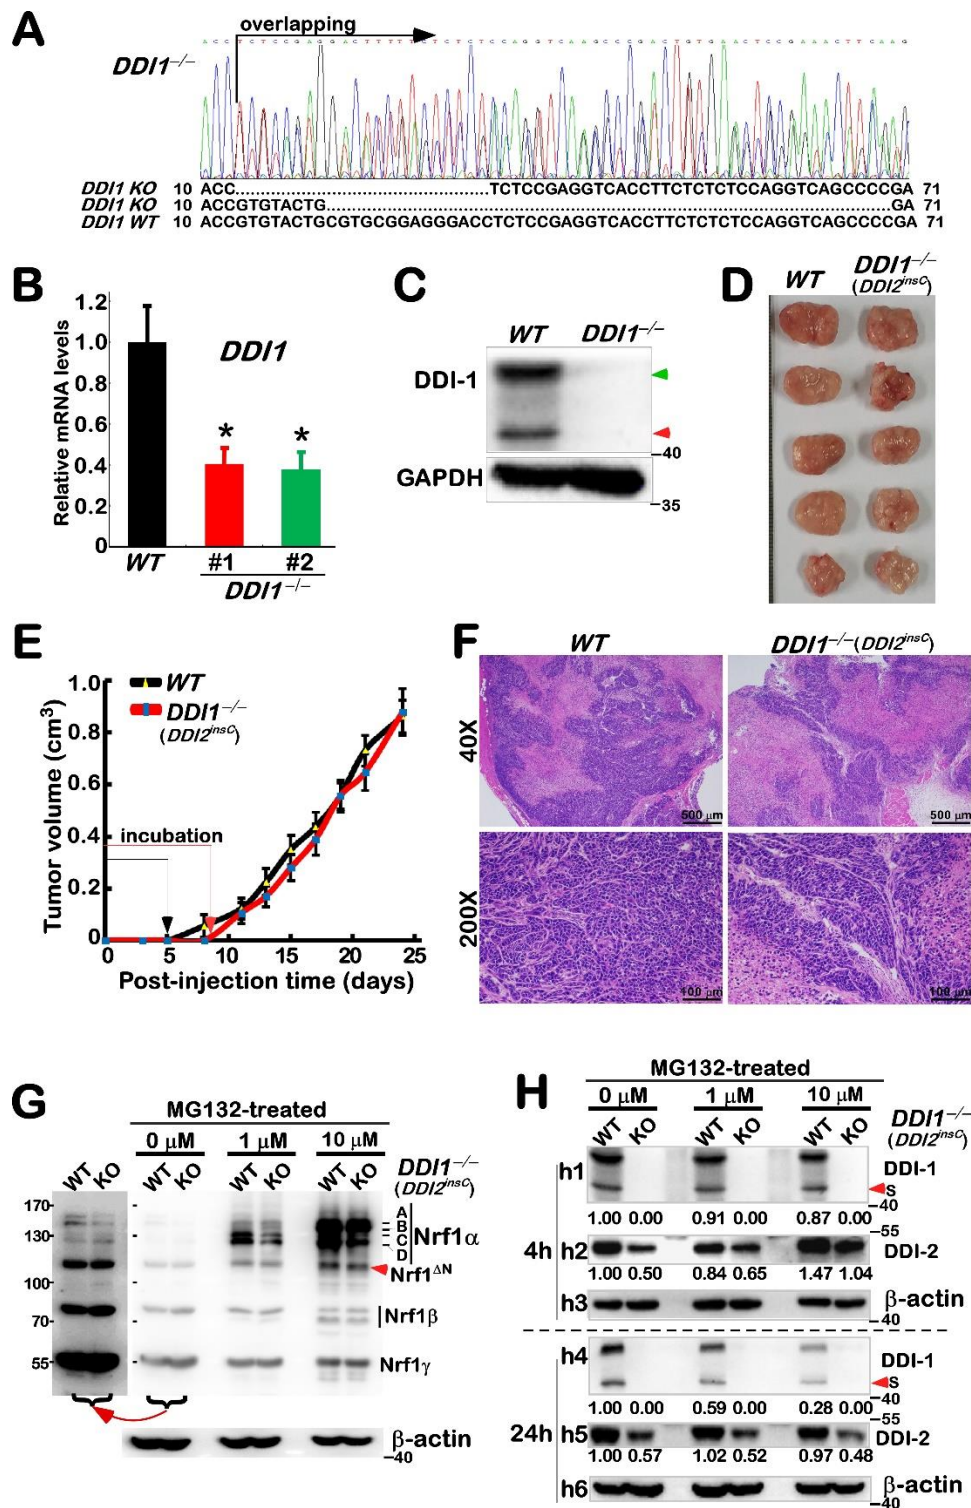 A
overlapping
ACCTCTCCGAGGACTTTTTCTCTCTCCAGGTCAAGCCCGACTGTGAACTCCGAAACTTCAAG
DDI1–/–
DDI1 KO 10 ACC..........................................TCTCCGAGGTCACCTTCTCTCTCCAGGTCAGCCCCGA 71
DDI1 KO 10 ACCGTGTACTG..........................................GA 71
DDI1 WT 10 ACCGTGTACTGCGTGCGGAGGGACCTCTCCGAGGTCACCTTCTCTCTCCAGGTCAGCCCCGA 71
B
Relative mRNA levels
1.2
1.0
0.8
0.6
0.4
0.2
0
DDI1
* *
WT #1 #2
DDI1–/–
C
WT DDI1–/–
DDI-1
–40
GAPDH
–35
D
WT DDI1–/–
(DDI2insC)
E
Tumor volume (cm3)
1.0
0.8
0.6
0.4
0.2
0
WT
DDI1–/–
(DDI2insC)
incubation
0 5 10 15 20 25
Post-injection time (days)
F
WT DDI1–/–(DDI2insC)
40X
500 µm 500 µm
200X
100 µm 100 µm
G
MG132-treated
0 µM 1 µM 10 µM
WT KO WT KO WT KO WT KO
DDI1–/–
(DDI2insC)
170
130
100
70
55
A
B
C
D
Nrf1α
Nrf1ΔN
Nrf1β
Nrf1γ
β-actin
–40
H
MG132-treated
0 µM 1 µM 10 µM
WT KO WT KO WT KO
DDI1–/–
(DDI2insC)
4h
h1 DDI-1
s
–40
1.00 0.00 0.91 0.00 0.87 0.00
–55
h2 DDI-2
1.00 0.50 0.84 0.65 1.47 1.04
h3 β-actin
–40
24h
h4 DDI-1
s
–40
1.00 0.00 0.59 0.00 0.28 0.00
–55
h5 DDI-2
1.00 0.57 1.02 0.52 0.97 0.48
h6 β-actin
–40